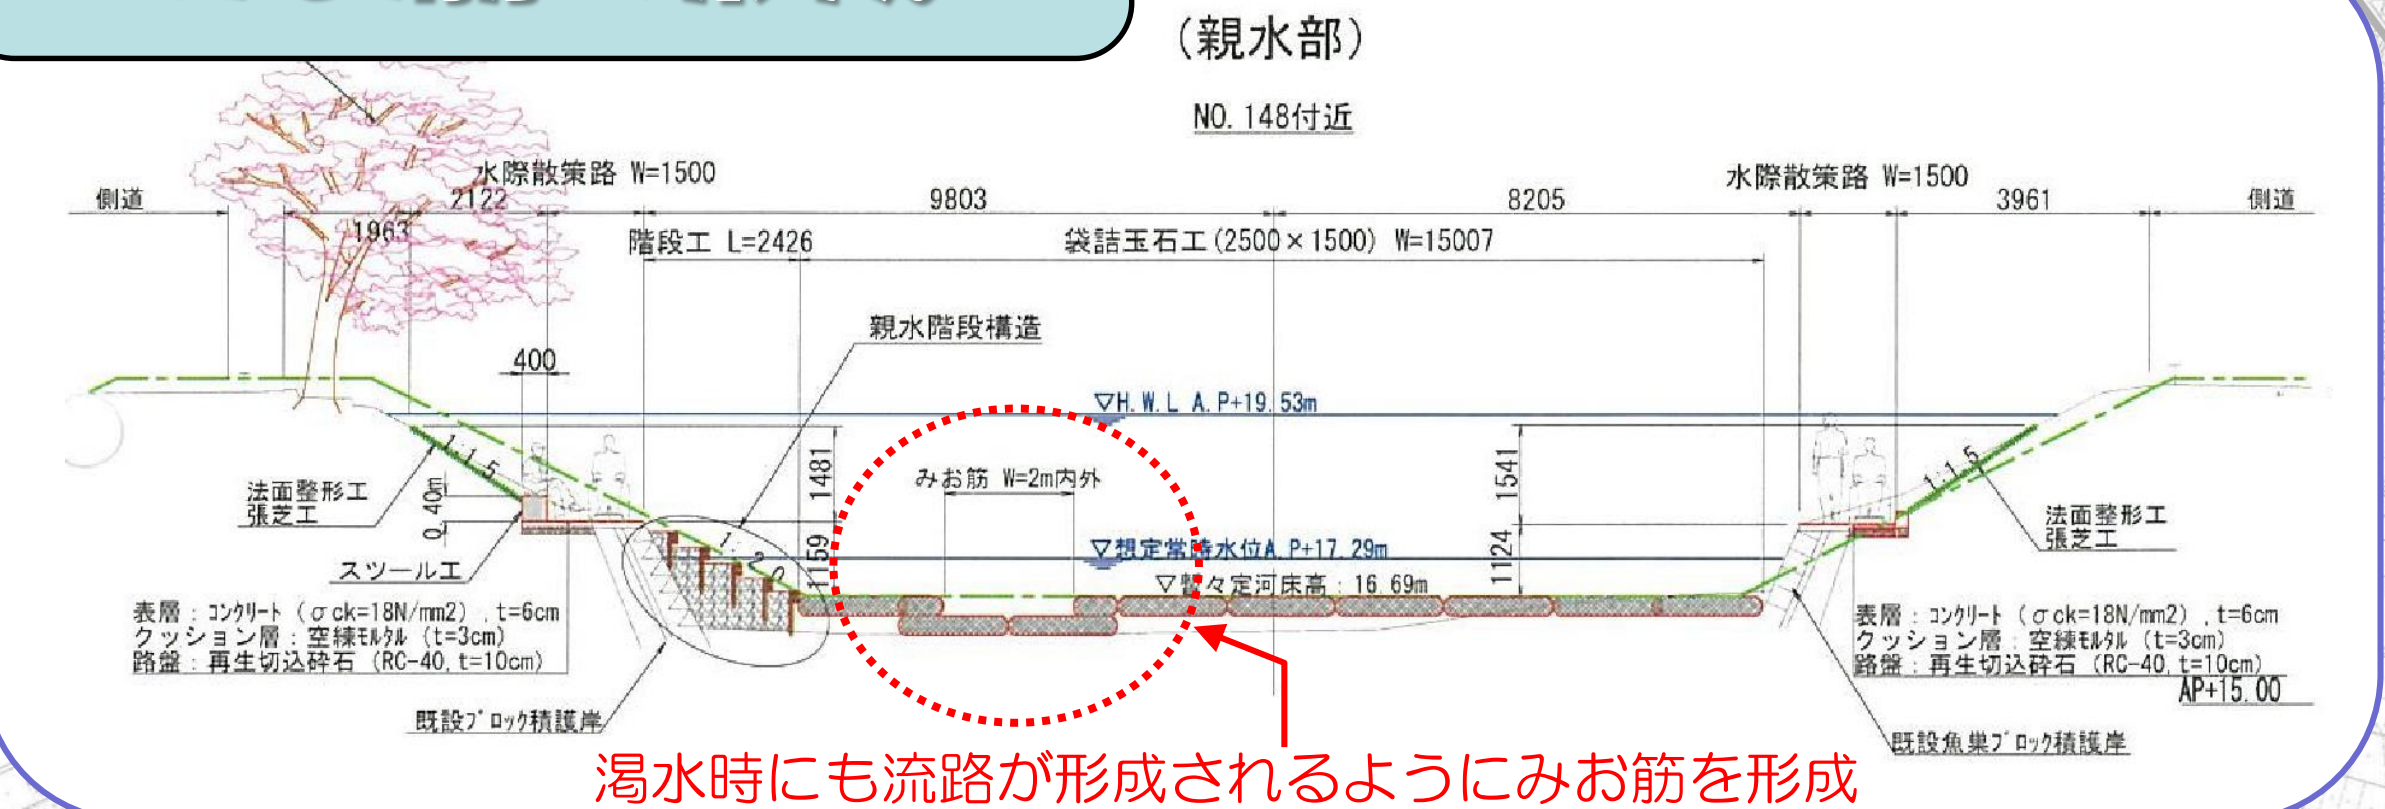 （親水部）
NO. 148付近
水際散策路 W=1500
水際散策路 W=1500
側道
2122
9803
8205
3961
側道
1963
階段工 L=2426
袋詰玉石工(2500×1500) W=15007
親水階段構造
400
▽H.W.L A.P+19.53m
1:1.5
1481
みお筋 W=2m内外
1541
1:1.5
法面整形工
張芝工
0.40m
法面整形工
張芝工
1:2.0
1159
▽想定常時水位A.P+17.29m
1124
スツール工
▽暫々定河床高：16.69m
表層：コンクリート（σck=18N/mm2）,t=6cm
クッション層：空練モルタル（t=3cm）
路盤：再生切込砕石（RC-40,t=10cm）
表層：コンクリート（σck=18N/mm2）,t=6cm
クッション層：空練モルタル（t=3cm）
路盤：再生切込砕石（RC-40,t=10cm）
AP+15.00
既設ブロック積護岸
既設魚巣ブロック積護岸
渇水時にも流路が形成されるようにみお筋を形成